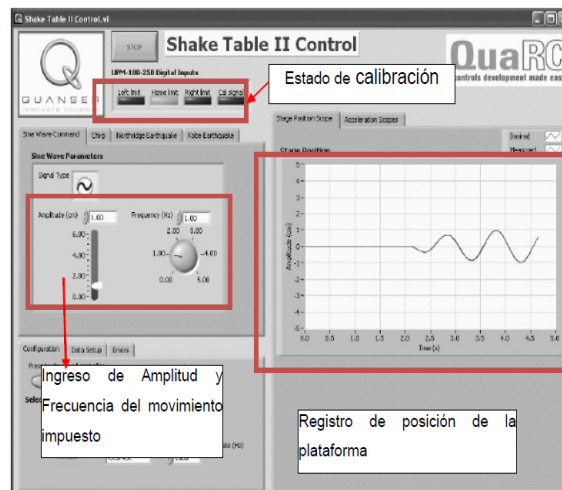 Shake Table II Control.vi
QUANSER
INNOVATE EDUCATE
STOP
Shake Table II Control
UPM-180-25B Digital Inputs
Left limit Home limit Right limit Cal signal
Estado de calibración
QuaRC
controls development made eas
Sine Wave Command Chirp Northridge Earthquake Kobe Earthquake
Sine Wave Parameters
Signal Type
Amplitude (cm) 1.00
6.00
4.00
2.00
0.00
Frequency (Hz) 1.00
2.00
1.00
4.00
0.00 5.00
Stage Position Scope Acceleration Scopes
Stage Position
Desired
Measured
Amplitude (cm)
5
4
3
2
1
0
-1
-2
-3
-4
-5
0.0 0.5 1.0 1.5 2.0 2.5 3.0 3.5 4.0 4.5 5.0
Time (s)
Configuration Data Setup Errors
Ingreso de Amplitud y
Frecuencia del movimiento
impuesto
Registro de posición de la
plataforma